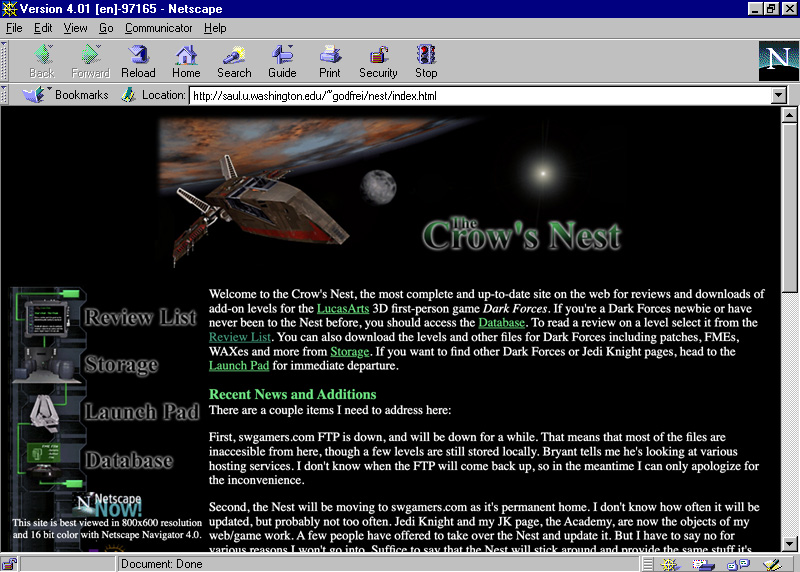 Version 4.01 [en]-97165 - Netscape
File Edit View Go Communicator Help
Back Forward Reload Home Search Guide Print Security Stop
N
Bookmarks Location: http://saul.u.washington.edu/~godfrei/nest/index.html
The
Crow's Nest
Review List
Storage
Launch Pad
Database
N Netscape
Now!
This site is best viewed in 800x600 resolution
and 16 bit color with Netscape Navigator 4.0.
Welcome to the Crow's Nest, the most complete and up-to-date site on the web for reviews and downloads of
add-on levels for the LucasArts 3D first-person game Dark Forces. If you're a Dark Forces newbie or have
never been to the Nest before, you should access the Database. To read a review on a level select it from the
Review List. You can also download the levels and other files for Dark Forces including patches, FMEs,
WAXes and more from Storage. If you want to find other Dark Forces or Jedi Knight pages, head to the
Launch Pad for immediate departure.
Recent News and Additions
There are a couple items I need to address here:
First, swgamers.com FTP is down, and will be down for a while. That means that most of the files are
inaccesible from here, though a few levels are still stored locally. Bryant tells me he's looking at various
hosting services. I don't know when the FTP will come back up, so in the meantime I can only apologize for
the inconvenience.
Second, the Nest will be moving to swgamers.com as it's permanent home. I don't know how often it will be
updated, but probably not too often. Jedi Knight and my JK page, the Academy, are now the objects of my
web/game work. A few people have offered to take over the Nest and update it. But I have to say no for
various reasons I won't go into. Suffice to say that the Nest will stick around and provide the same stuff it's
Document: Done